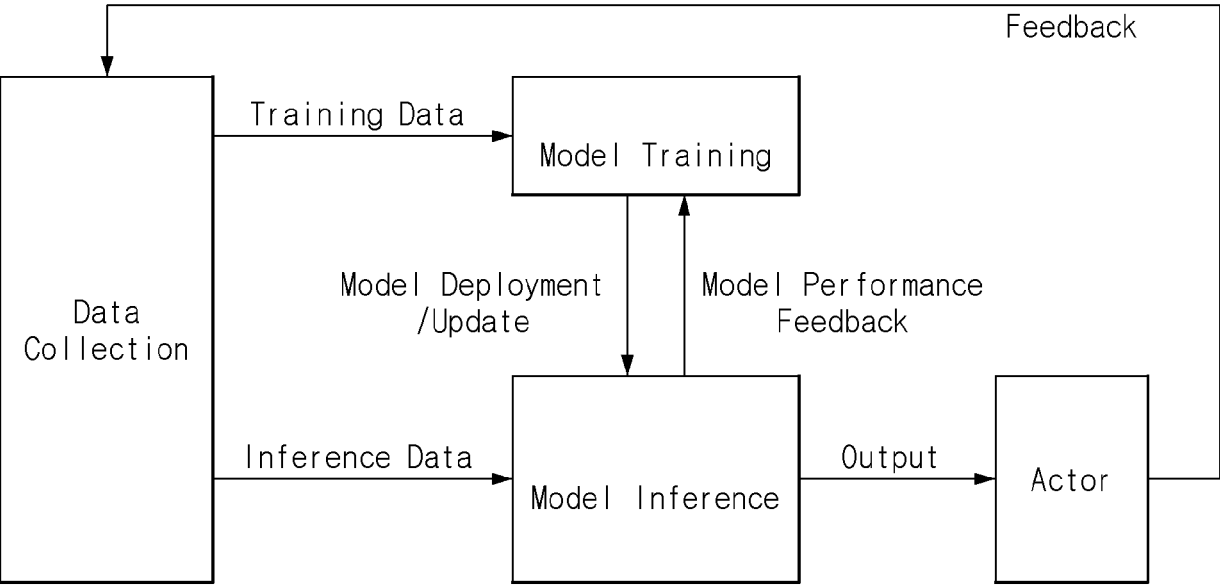 Feedback
Training Data
Model Training
Model Deployment
/Update
Model Performance
Feedback
Data
Collection
Inference Data
Model Inference
Output
Actor